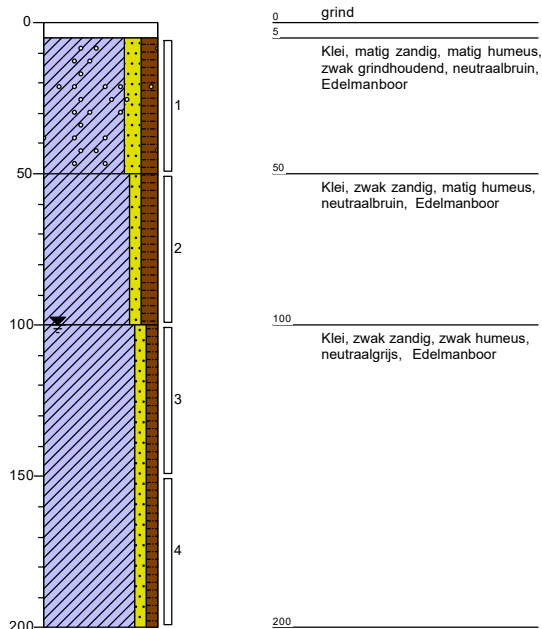 0
50
100
150
200
1
2
3
4
0
grind
5
Klei, matig zandig, matig humeus,
zwak grindhoudend, neutraalbruin,
Edelmanboor
50
Klei, zwak zandig, matig humeus,
neutraalbruin, Edelmanboor
100
Klei, zwak zandig, zwak humeus,
neutraalgrijs, Edelmanboor
200